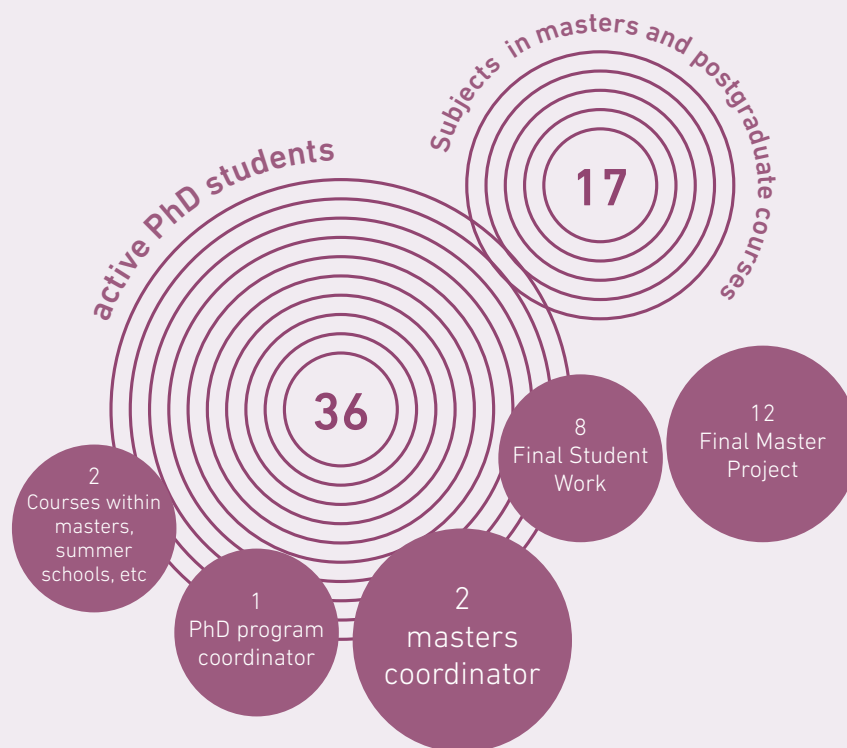 Subjects in masters and postgraduate courses
17
active PhD students
36
8
Final Student
Work
12
Final Master
Project
2
Courses within
masters,
summer
schools, etc
1
PhD program
coordinator
2
masters
coordinator